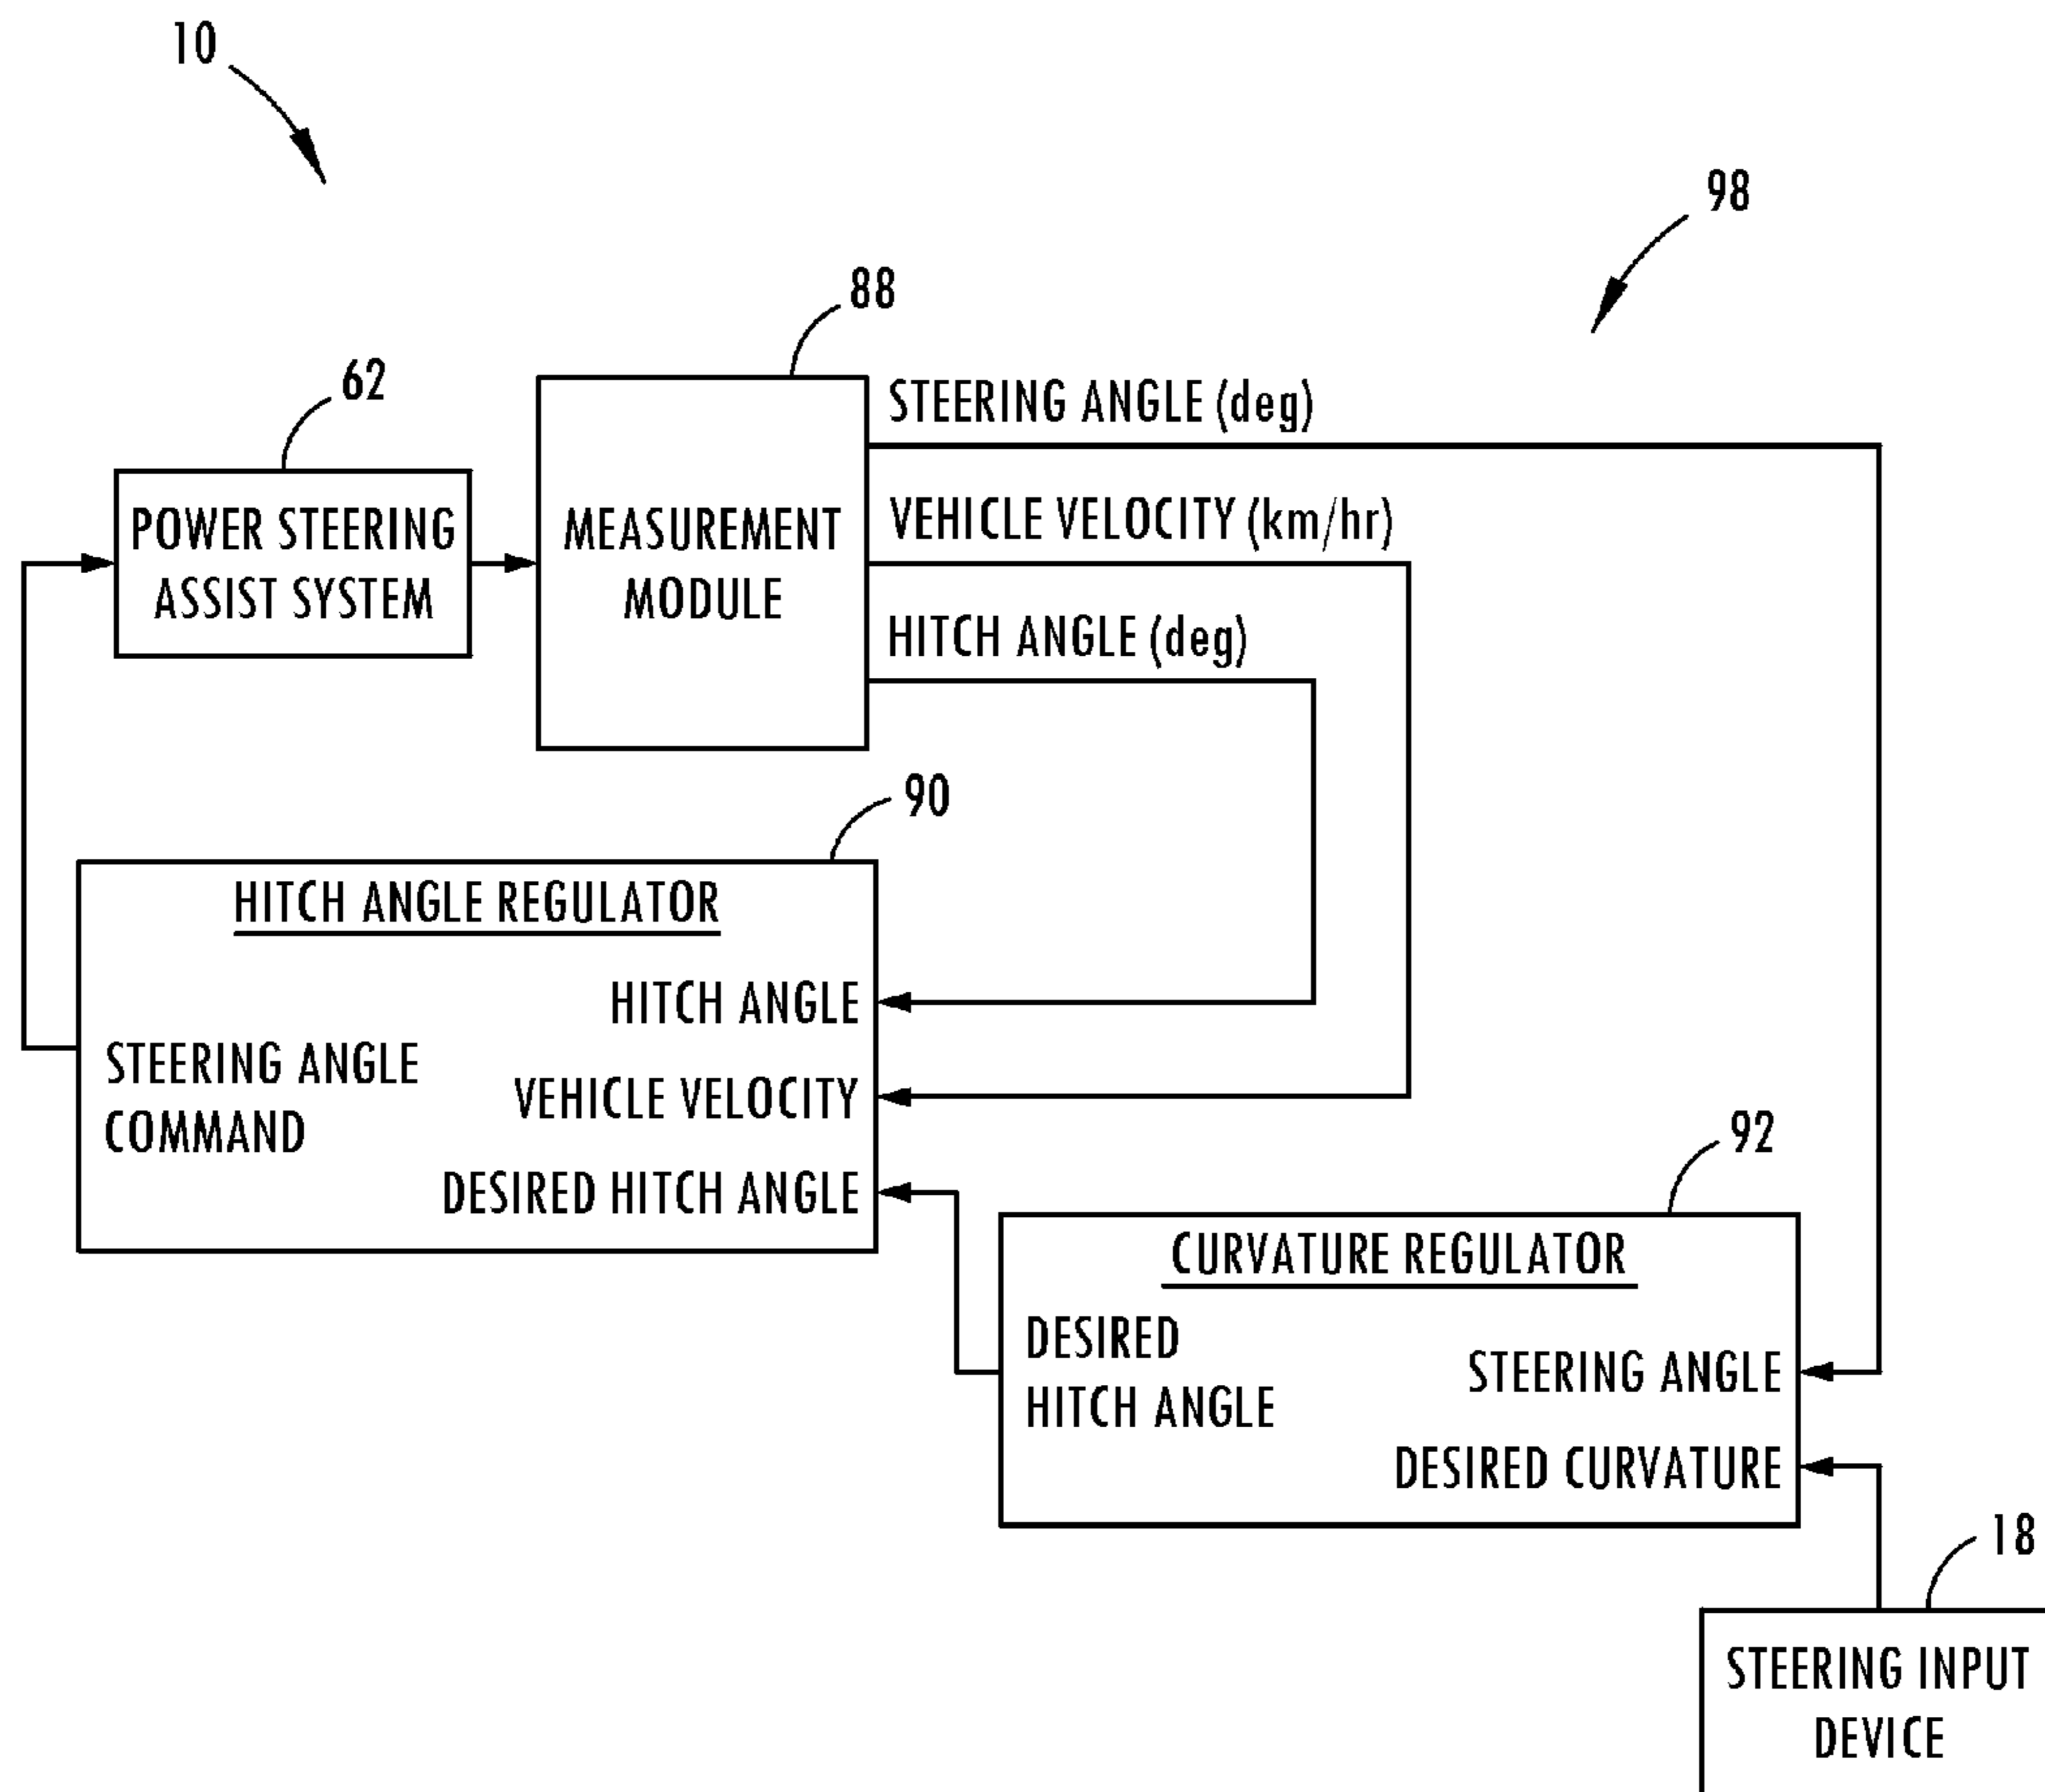 10
98
88
62
STEERING ANGLE (deg)
POWER STEERING
ASSIST SYSTEM
MEASUREMENT
MODULE
VEHICLE VELOCITY (km/hr)
HITCH ANGLE (deg)
90
HITCH ANGLE REGULATOR
HITCH ANGLE
STEERING ANGLE
COMMAND
VEHICLE VELOCITY
DESIRED HITCH ANGLE
92
CURVATURE REGULATOR
DESIRED
HITCH ANGLE
STEERING ANGLE
DESIRED CURVATURE
18
STEERING INPUT
DEVICE